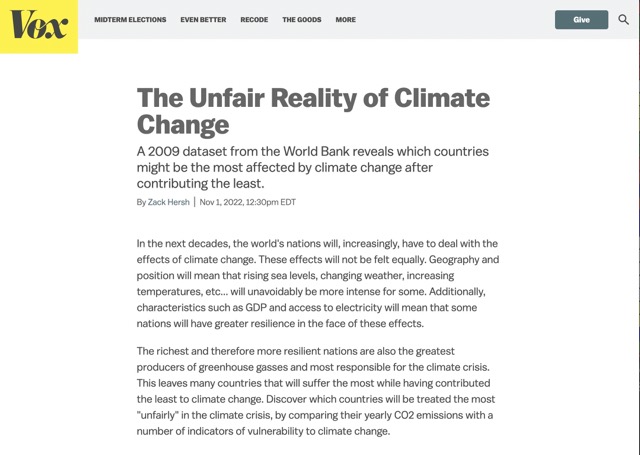 Vox
MIDTERM ELECTIONS EVEN BETTER RECODE THE GOODS MORE
Give
The Unfair Reality of Climate
Change
A 2009 dataset from the World Bank reveals which countries
might be the most affected by climate change after
contributing the least.
By Zack Hersh | Nov 1, 2022, 12:30pm EDT
In the next decades, the world's nations will, increasingly, have to deal with the
effects of climate change. These effects will not be felt equally. Geography and
position will mean that rising sea levels, changing weather, increasing
temperatures, etc... will unavoidably be more intense for some. Additionally,
characteristics such as GDP and access to electricity will mean that some
nations will have greater resilience in the face of these effects.
The richest and therefore more resilient nations are also the greatest
producers of greenhouse gasses and most responsible for the climate crisis.
This leaves many countries that will suffer the most while having contributed
the least to climate change. Discover which countries will be treated the most
"unfairly" in the climate crisis, by comparing their yearly CO2 emissions with a
number of indicators of vulnerability to climate change.